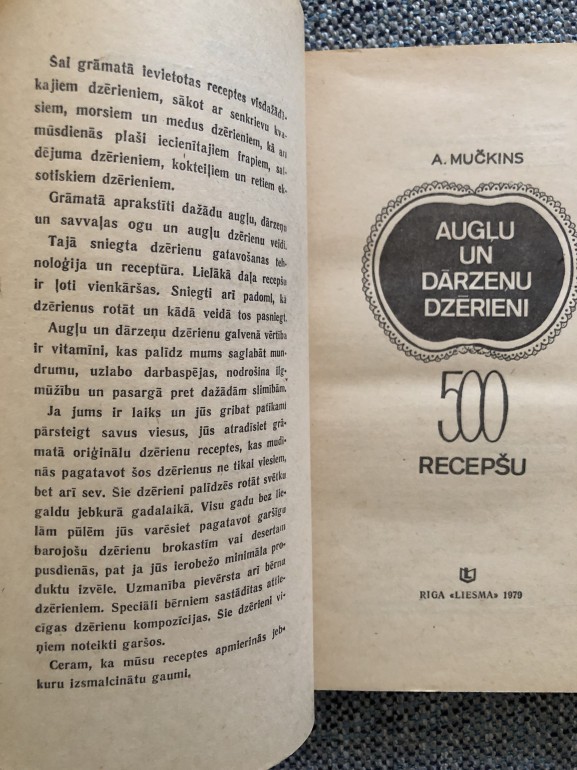 Šai grāmatā ievietotas receptes visdažādā-
kajiem dzērieniem, sākot ar senkrievu kva-
siem, morsiem un medus dzērieniem, kā arī
mūsdienās plaši iecienītajiem frapiem, sal-
dējuma dzērieniem, kokteiļiem un retiem ek-
sotiskiem dzērieniem.
Grāmatā aprakstīti dažādu augļu, dārzeņu
un savvaļas ogu un augļu dzērienu veidi.
Tajā sniegta dzērienu gatavošanas teh-
noloģija un receptūra. Lielākā daļa recepšu
ir ļoti vienkāršas. Sniegti arī padomi, kā
dzērienus rotāt un kādā veidā tos pasniegt.
Augļu un dārzeņu dzērienu galvenā vērtība
ir vitamīni, kas palīdz mums saglabāt mun-
drumu, uzlabo darbaspējas, nodrošina ilg-
mūžību un pasargā pret dažādām slimībām.
Ja jums ir laiks un jūs gribat patīkami
pārsteigt savus viesus, jūs atradīsiet grā-
matā oriģinālu dzērienu receptes, kas mudi-
nās pagatavot šos dzērienus ne tikai viesiem,
bet arī sev. Šie dzērieni palīdzēs rotāt svētku
galdu jebkurā gadalaikā. Visu gadu bez lie-
lām pūlēm jūs varēsiet pagatavot garšīgu
barojošu dzērienu brokastīm vai desertam
pusdienās, pat ja jūs ierobežo minimāla pro-
duktu izvēle. Uzmanība pievērsta arī bērnu
dzērieniem. Speciāli bērniem sastādītas attie-
cīgas dzērienu kompozīcijas. Šie dzērieni vi-
ņiem noteikti garšos.
Ceram, ka mūsu receptes apmierinās jeb-
kuru izsmalcinātu gaumi.
A. MUČKINS
AUGĻU
UN
DĀRZEŅU
DZĒRIENI
500
RECEPŠU
RĪGA «LIESMA» 1979